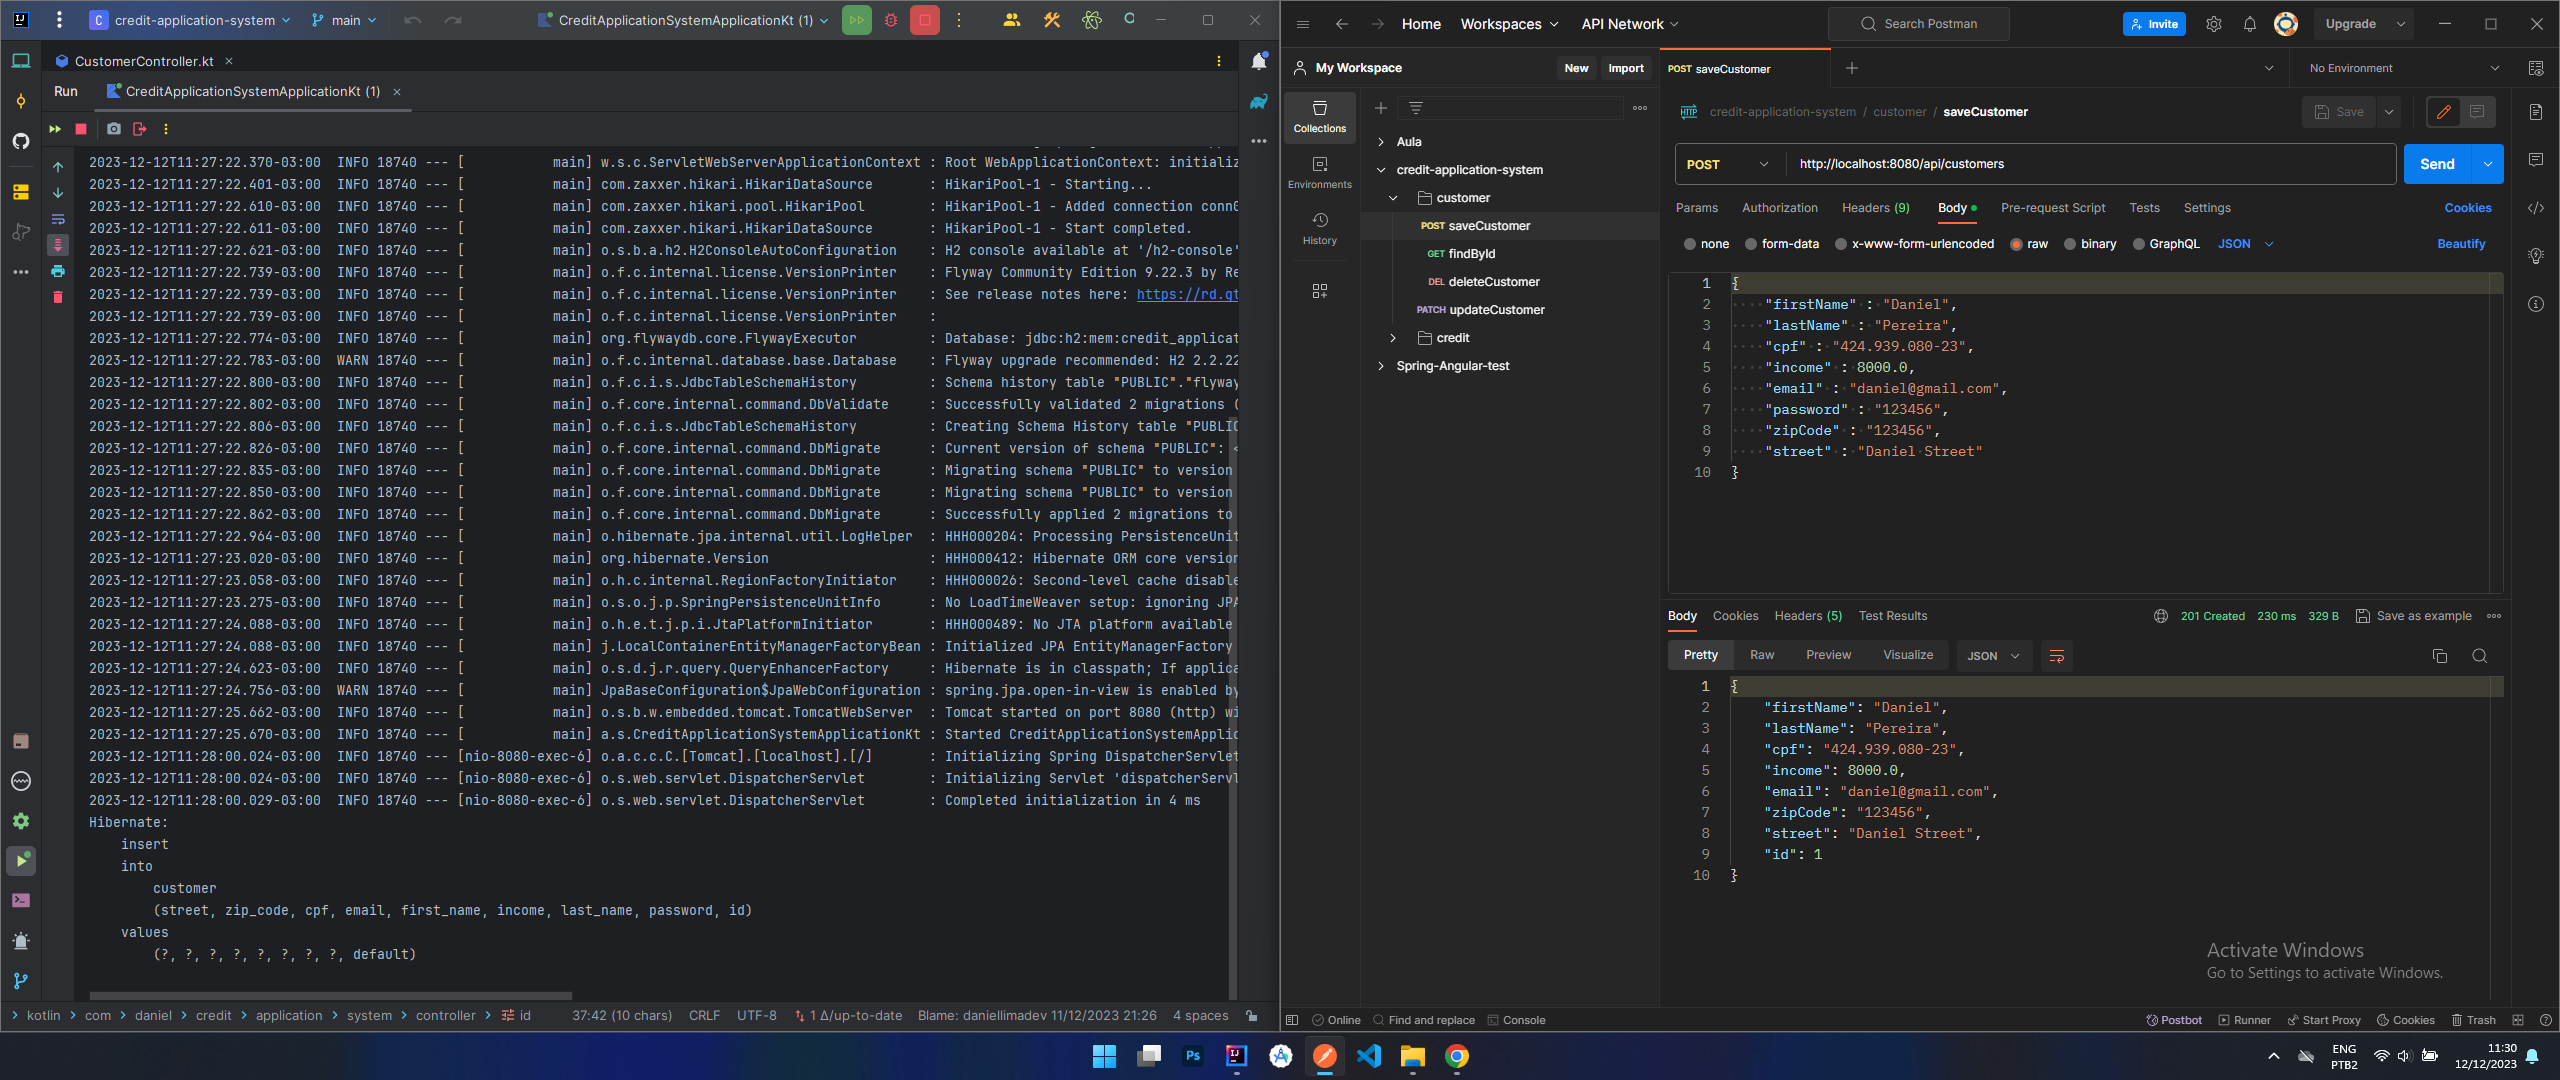 credit-application-system
main
CreditApplicationSystemApplicationKt (1)
CustomerController.kt
Run
CreditApplicationSystemApplicationKt (1)
2023-12-12T11:27:22.370-03:00  INFO 18740 --- [           main] w.s.c.ServletWebServerApplicationContext : Root WebApplicationContext: initializ
2023-12-12T11:27:22.401-03:00  INFO 18740 --- [           main] com.zaxxer.hikari.HikariDataSource       : HikariPool-1 - Starting...
2023-12-12T11:27:22.610-03:00  INFO 18740 --- [           main] com.zaxxer.hikari.pool.HikariPool        : HikariPool-1 - Added connection conn0
2023-12-12T11:27:22.611-03:00  INFO 18740 --- [           main] com.zaxxer.hikari.HikariDataSource       : HikariPool-1 - Start completed.
2023-12-12T11:27:22.621-03:00  INFO 18740 --- [           main] o.s.b.a.h2.H2ConsoleAutoConfiguration    : H2 console available at '/h2-console'
2023-12-12T11:27:22.739-03:00  INFO 18740 --- [           main] o.f.c.internal.license.VersionPrinter    : Flyway Community Edition 9.22.3 by Re
2023-12-12T11:27:22.739-03:00  INFO 18740 --- [           main] o.f.c.internal.license.VersionPrinter    : See release notes here: https://rd.gt
2023-12-12T11:27:22.739-03:00  INFO 18740 --- [           main] o.f.c.internal.license.VersionPrinter    :
2023-12-12T11:27:22.774-03:00  INFO 18740 --- [           main] org.flywaydb.core.FlywayExecutor         : Database: jdbc:h2:mem:credit_applicat
2023-12-12T11:27:22.783-03:00  WARN 18740 --- [           main] o.f.c.internal.database.base.Database    : Flyway upgrade recommended: H2 2.2.22
2023-12-12T11:27:22.800-03:00  INFO 18740 --- [           main] o.f.c.i.s.JdbcTableSchemaHistory         : Schema history table "PUBLIC"."flyway
2023-12-12T11:27:22.802-03:00  INFO 18740 --- [           main] o.f.core.internal.command.DbValidate     : Successfully validated 2 migrations (
2023-12-12T11:27:22.806-03:00  INFO 18740 --- [           main] o.f.c.i.s.JdbcTableSchemaHistory         : Creating Schema History table "PUBLIC
2023-12-12T11:27:22.826-03:00  INFO 18740 --- [           main] o.f.core.internal.command.DbMigrate      : Current version of schema "PUBLIC": <
2023-12-12T11:27:22.835-03:00  INFO 18740 --- [           main] o.f.core.internal.command.DbMigrate      : Migrating schema "PUBLIC" to version
2023-12-12T11:27:22.850-03:00  INFO 18740 --- [           main] o.f.core.internal.command.DbMigrate      : Migrating schema "PUBLIC" to version
2023-12-12T11:27:22.862-03:00  INFO 18740 --- [           main] o.f.core.internal.command.DbMigrate      : Successfully applied 2 migrations to
2023-12-12T11:27:22.964-03:00  INFO 18740 --- [           main] o.hibernate.jpa.internal.util.LogHelper  : HHH000204: Processing PersistenceUnit
2023-12-12T11:27:23.020-03:00  INFO 18740 --- [           main] org.hibernate.Version                    : HHH000412: Hibernate ORM core version
2023-12-12T11:27:23.058-03:00  INFO 18740 --- [           main] o.h.c.internal.RegionFactoryInitiator    : HHH000026: Second-level cache disable
2023-12-12T11:27:23.275-03:00  INFO 18740 --- [           main] o.s.o.j.p.SpringPersistenceUnitInfo      : No LoadTimeWeaver setup: ignoring JPA
2023-12-12T11:27:24.088-03:00  INFO 18740 --- [           main] o.h.e.t.j.p.i.JtaPlatformInitiator       : HHH000489: No JTA platform available
2023-12-12T11:27:24.088-03:00  INFO 18740 --- [           main] j.LocalContainerEntityManagerFactoryBean : Initialized JPA EntityManagerFactory
2023-12-12T11:27:24.623-03:00  INFO 18740 --- [           main] o.s.d.j.r.query.QueryEnhancerFactory     : Hibernate is in classpath; If applica
2023-12-12T11:27:24.756-03:00  WARN 18740 --- [           main] JpaBaseConfiguration$JpaWebConfiguration : spring.jpa.open-in-view is enabled by
2023-12-12T11:27:25.662-03:00  INFO 18740 --- [           main] o.s.b.w.embedded.tomcat.TomcatWebServer  : Tomcat started on port 8080 (http) wi
2023-12-12T11:27:25.670-03:00  INFO 18740 --- [           main] a.s.CreditApplicationSystemApplicationKt : Started CreditApplicationSystemApplic
2023-12-12T11:28:00.024-03:00  INFO 18740 --- [nio-8080-exec-6] o.a.c.c.C.[Tomcat].[localhost].[/]       : Initializing Spring DispatcherServlet
2023-12-12T11:28:00.024-03:00  INFO 18740 --- [nio-8080-exec-6] o.s.web.servlet.DispatcherServlet        : Initializing Servlet 'dispatcherServl
2023-12-12T11:28:00.029-03:00  INFO 18740 --- [nio-8080-exec-6] o.s.web.servlet.DispatcherServlet        : Completed initialization in 4 ms
Hibernate:
insert
into
customer
(street, zip_code, cpf, email, first_name, income, last_name, password, id)
values
(?, ?, ?, ?, ?, ?, ?, ?, default)
kotlin > com > daniel > credit > application > system > controller > id
37:42 (10 chars) CRLF UTF-8 1 Δ/up-to-date Blame: daniellimadev 11/12/2023 21:26 4 spaces
Home Workspaces API Network
Search Postman
Invite
Upgrade
My Workspace
New Import
POST saveCustomer
No Environment
Collections
Environments
History
Aula
credit-application-system
customer
POST saveCustomer
GET findById
DEL deleteCustomer
PATCH updateCustomer
credit
Spring-Angular-test
HTTP credit-application-system / customer / saveCustomer
Save
POST http://localhost:8080/api/customers
Send
Params Authorization Headers (9) Body Pre-request Script Tests Settings
Cookies
none form-data x-www-form-urlencoded raw binary GraphQL JSON
Beautify
1 {
2 "firstName" : "Daniel",
3 "lastName" : "Pereira",
4 "cpf" : "424.939.080-23",
5 "income" : 8000.0,
6 "email" : "daniel@gmail.com",
7 "password" : "123456",
8 "zipCode" : "123456",
9 "street" : "Daniel Street"
10 }
Body Cookies Headers (5) Test Results
201 Created 230 ms 329 B Save as example
Pretty Raw Preview Visualize JSON
1 {
2 "firstName": "Daniel",
3 "lastName": "Pereira",
4 "cpf": "424.939.080-23",
5 "income": 8000.0,
6 "email": "daniel@gmail.com",
7 "zipCode": "123456",
8 "street": "Daniel Street",
9 "id": 1
10 }
Activate Windows
Go to Settings to activate Windows.
Online Find and replace Console
Postbot Runner Start Proxy Cookies Trash
Ps
ENG
PTB2
11:30
12/12/2023